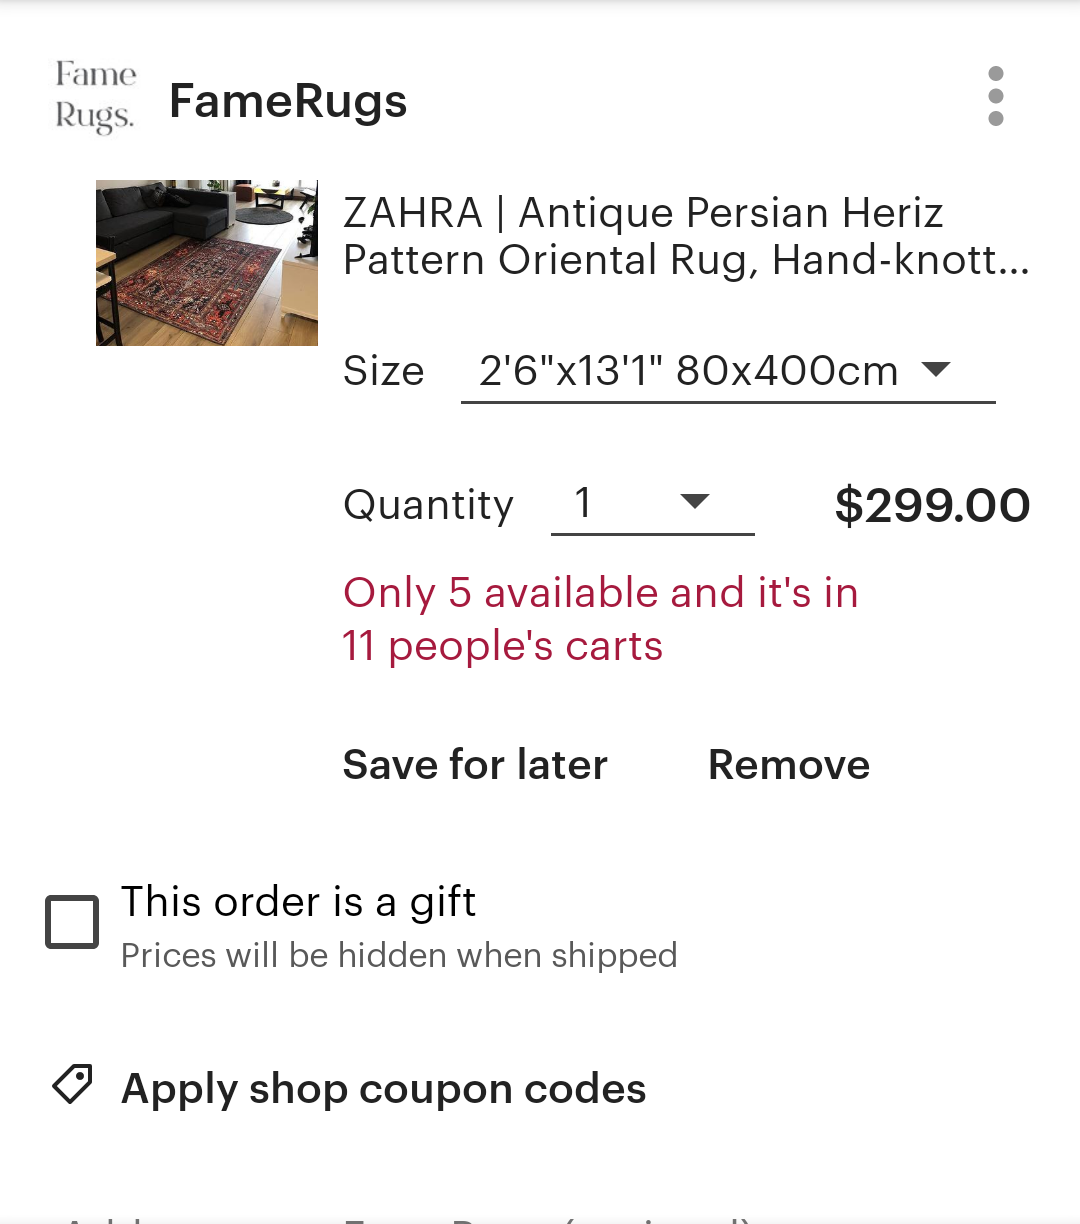 Fame
Rugs.
FameRugs
ZAHRA | Antique Persian Heriz
Pattern Oriental Rug, Hand-knott...
Size 2'6"x13'1" 80x400cm
Quantity 1 $299.00
Only 5 available and it's in
11 people's carts
Save for later Remove
This order is a gift
Prices will be hidden when shipped
Apply shop coupon codes